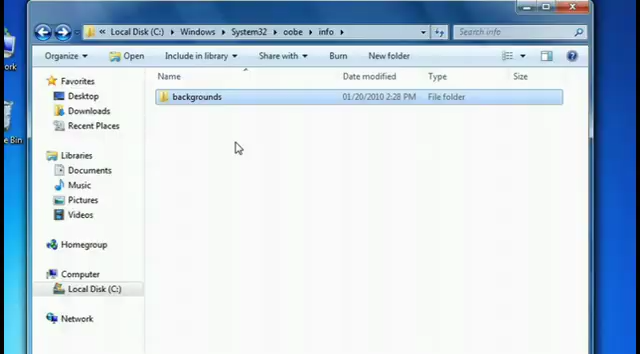 Local Disk (C:) Windows System32 oobe info Search info
Organize Open Include in library Share with Burn New folder
Name Date modified Type Size
backgrounds 01/20/2010 2:28 PM File folder
Favorites
Desktop
Downloads
Recent Places
Libraries
Documents
Music
Pictures
Videos
Homegroup
Computer
Local Disk (C:)
Network
ork
e Bin